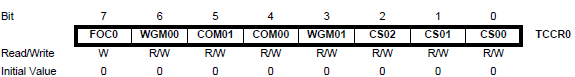 Bit 7 6 5 4 3 2 1 0
FOC0 WGM00 COM01 COM00 WGM01 CS02 CS01 CS00 TCCR0
Read/Write W R/W R/W R/W R/W R/W R/W R/W
Initial Value 0 0 0 0 0 0 0 0